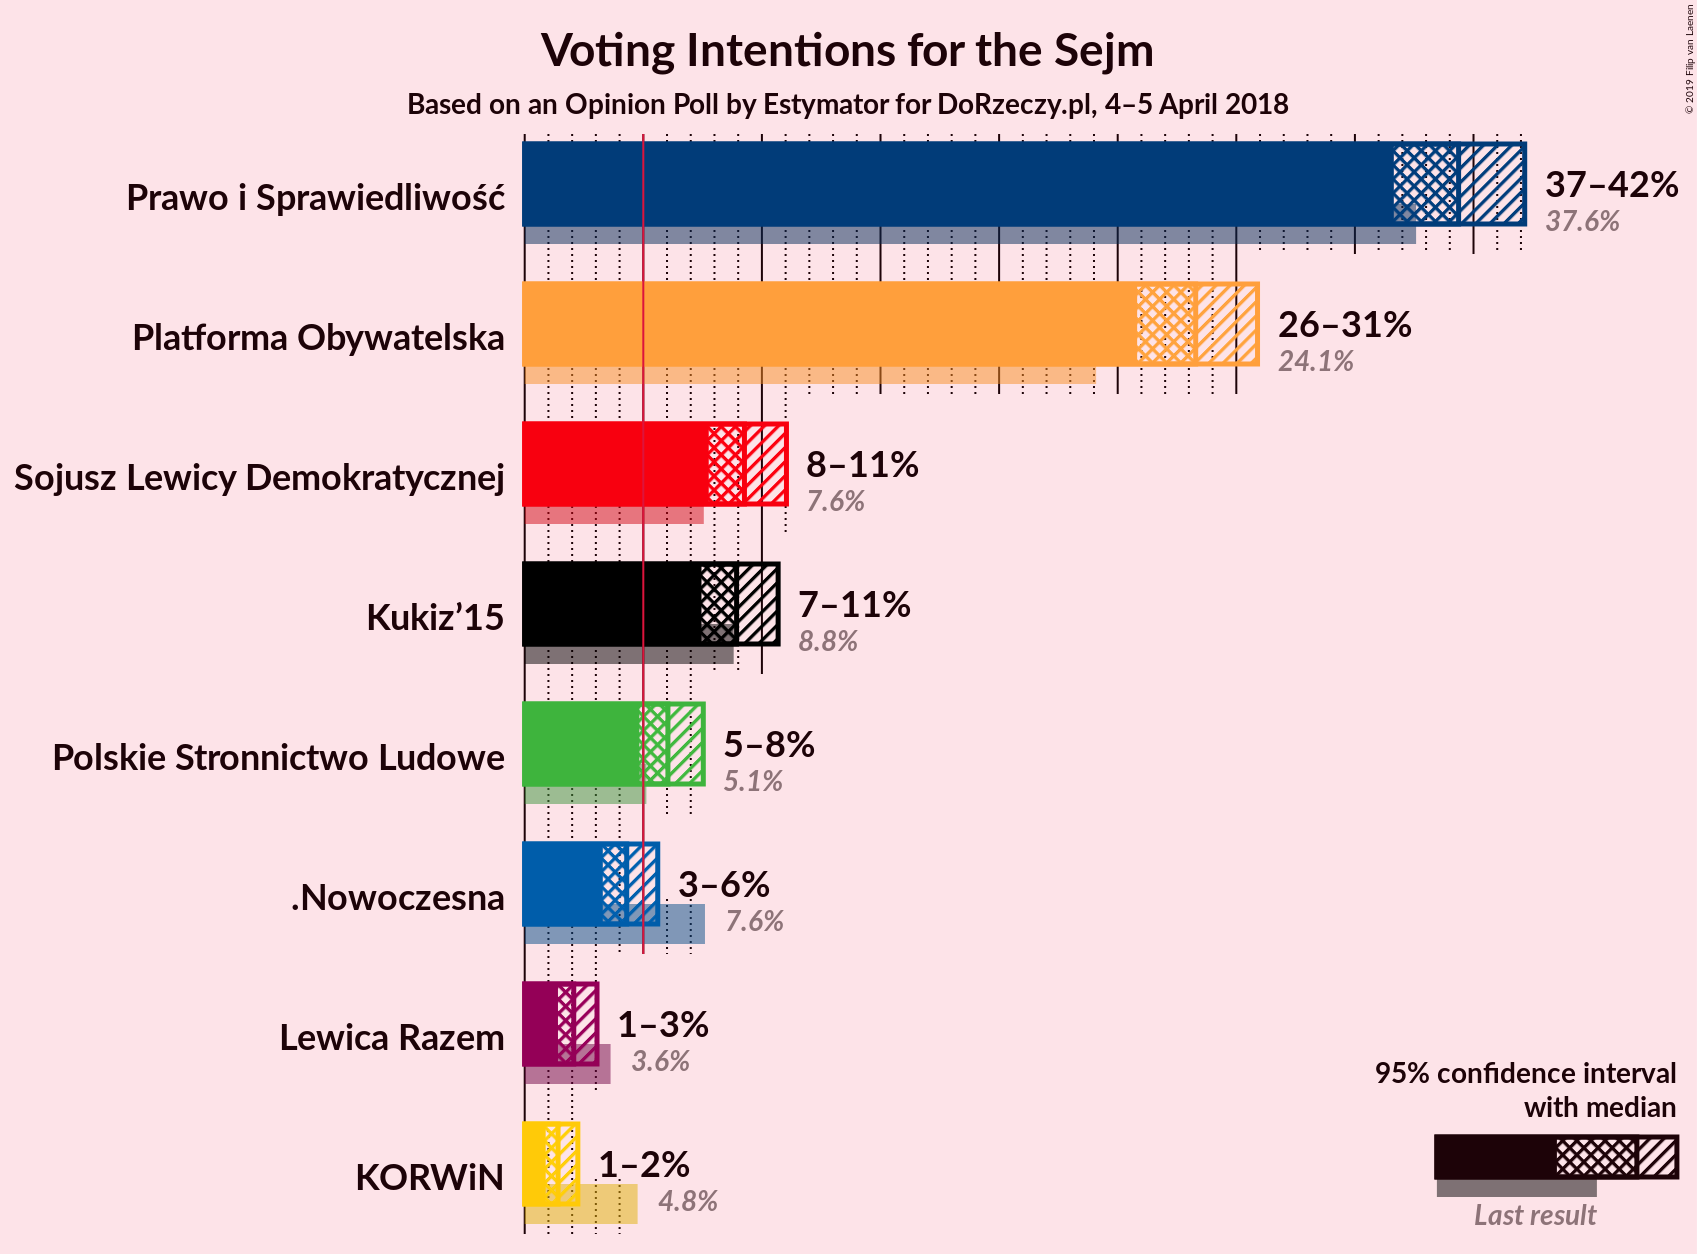 Voting Intentions for the Sejm
Based on an Opinion Poll by Estymator for DoRzeczy.pl, 4–5 April 2018
© 2019 Filip van Laenen
Prawo i Sprawiedliwość
37–42%
37.6%
Platforma Obywatelska
26–31%
24.1%
Sojusz Lewicy Demokratycznej
8–11%
7.6%
Kukiz’15
7–11%
8.8%
Polskie Stronnictwo Ludowe
5–8%
5.1%
.Nowoczesna
3–6%
7.6%
Lewica Razem
1–3%
3.6%
KORWiN
1–2%
4.8%
95% confidence interval
with median
Last result